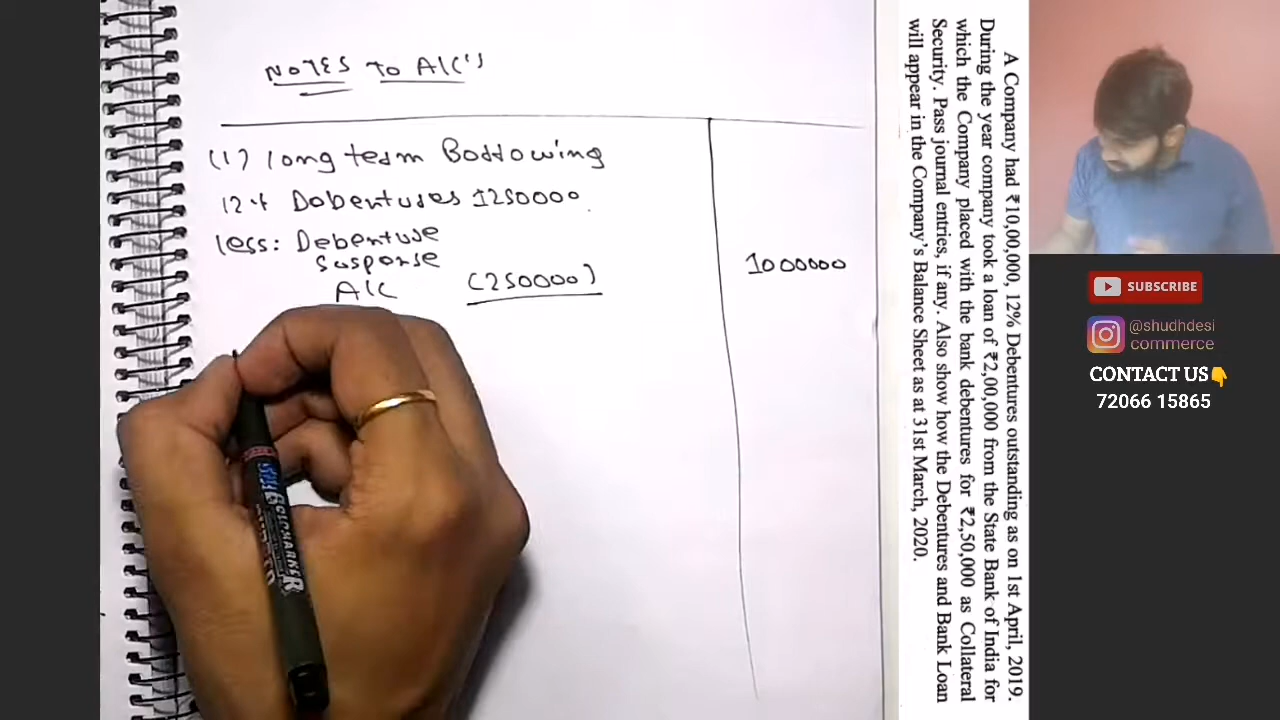 NOTES TO A/C's
(1) long term Borrowing
12% Dobentures 1250000
less: Debenture
Susponse
A/C (250000)
1000000
A Company had ₹10,00,000, 12% Debentures outstanding as on 1st April, 2019.
During the year company took a loan of ₹2,00,000 from the State Bank of India for
which the Company placed with the bank debentures for ₹2,50,000 as Collateral
Security. Pass journal entries, if any. Also show how the Debentures and Bank Loan
will appear in the Company's Balance Sheet as at 31st March, 2020.
SUBSCRIBE
@shudhdesi
commerce
CONTACT US👇
72066 15865